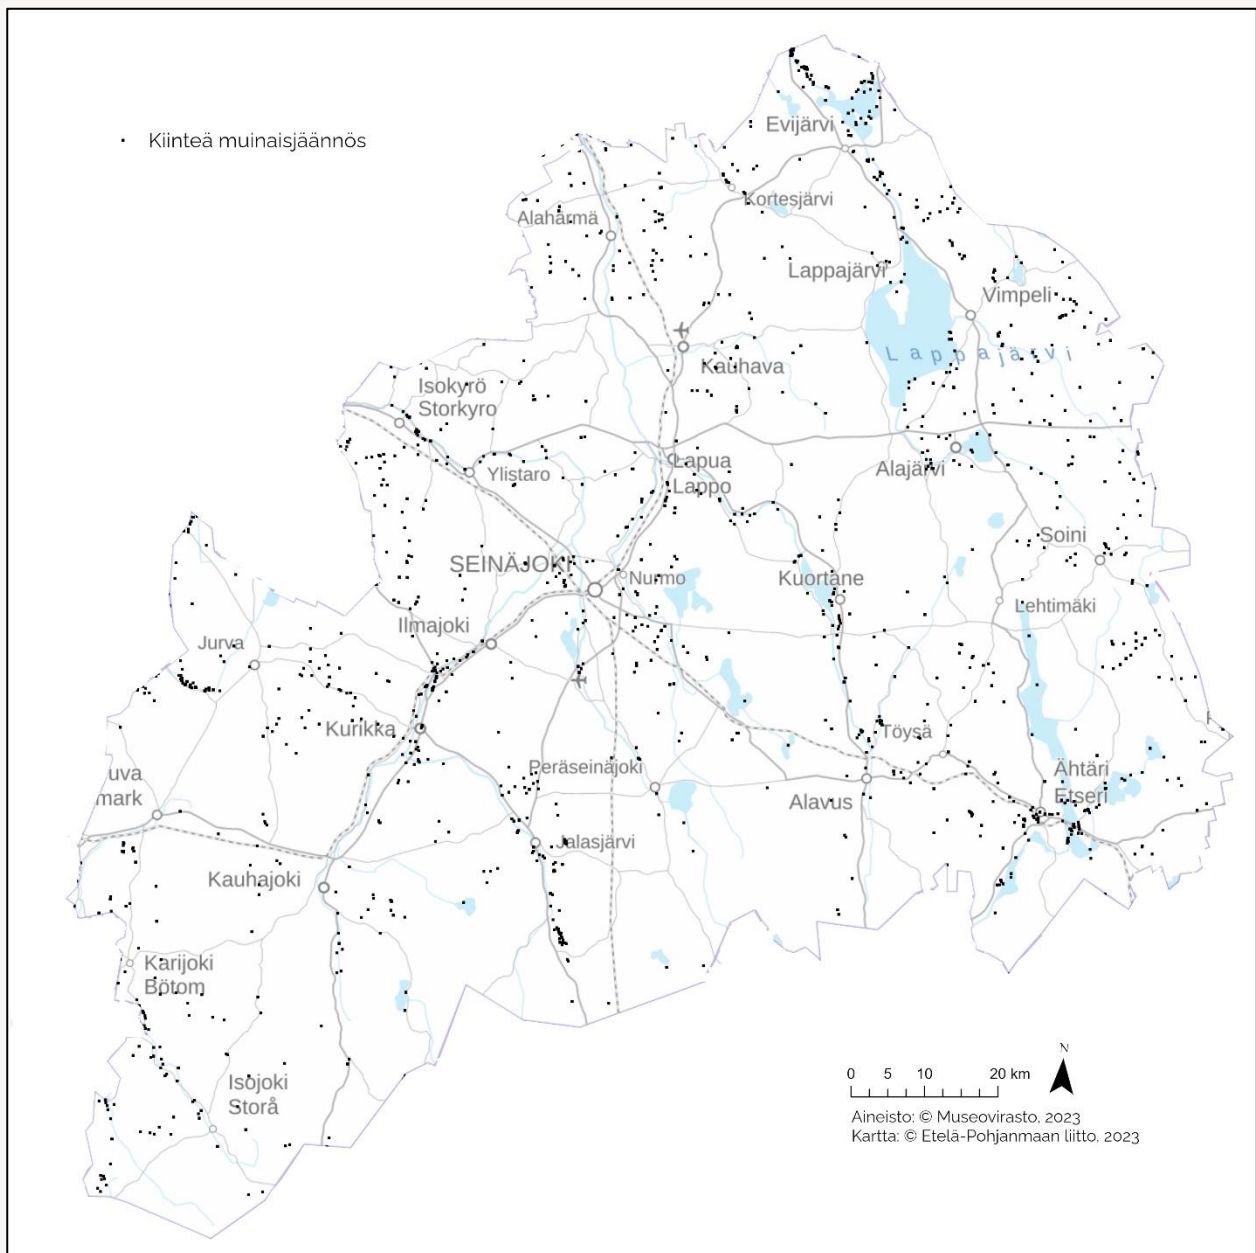 Kiinteä muinaisjäännös
Evijärvi
Kortesjärvi
Alahärmä
Lappajärvi
Vimpeli
Lappajärvi
Kauhava
Isokyrö
Storkyro
Ylistaro
Lapua
Lappo
Alajärvi
Soini
SEINÄJOKI
Nurmo
Kuortane
Lehtimäki
Ilmajoki
Jurva
Kurikka
Töysä
Peräseinäjoki
uva
mark
Ähtäri
Etseri
Alavus
Jalasjärvi
Kauhajoki
Karijoki
Bötom
Isojoki
Storå
N
0 5 10 20 km
Aineisto: © Museovirasto, 2023
Kartta: © Etelä-Pohjanmaan liitto, 2023